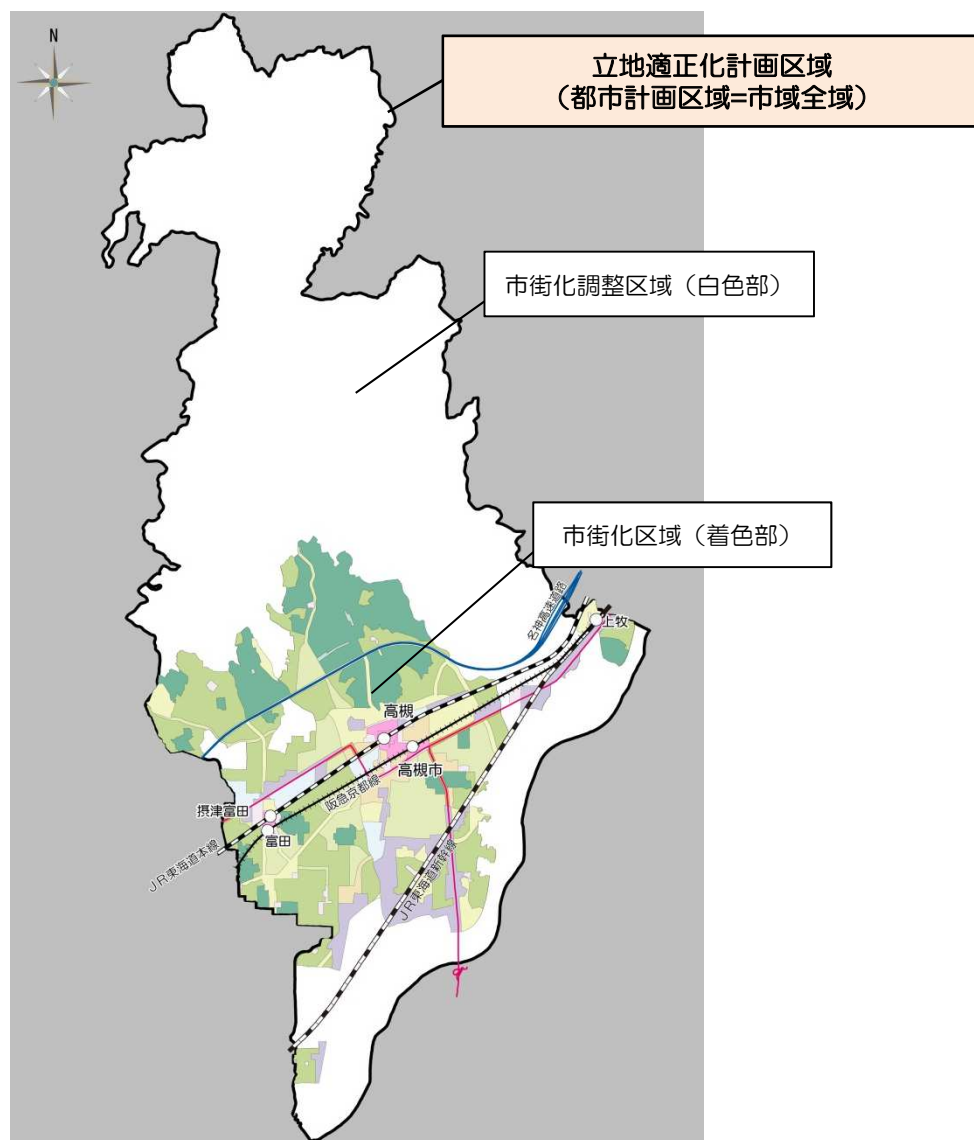 N
立地適正化計画区域
（都市計画区域=市域全域）
市街化調整区域（白色部）
市街化区域（着色部）
名神高速道路
上牧
高槻
高槻市
阪急京都線
摂津富田
富田
JR東海道本線
JR東海道新幹線